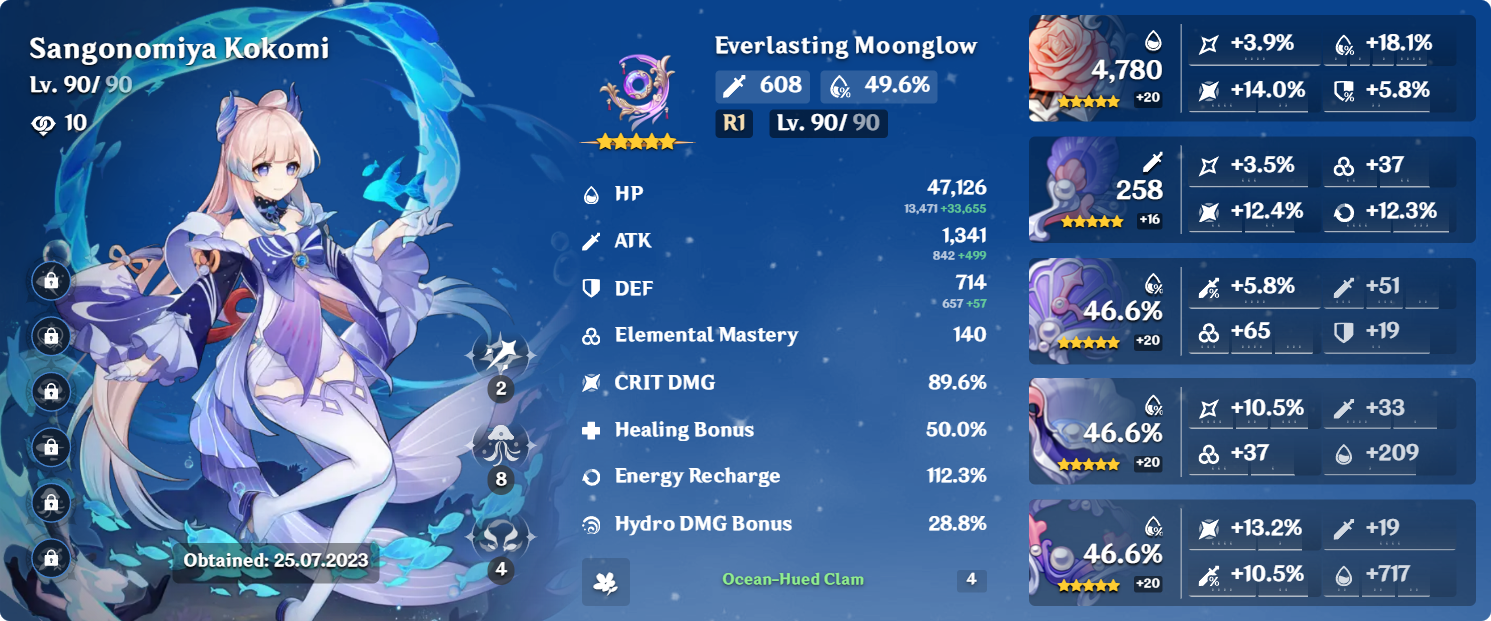 Sangonomiya Kokomi
Lv. 90/ 90
10
2
8
4
Obtained: 25.07.2023
Everlasting Moonglow
608 49.6%
R1 Lv. 90/ 90
HP 47,126
13,471 +33,655
ATK 1,341
842 +499
DEF 714
657 +57
Elemental Mastery 140
CRIT DMG 89.6%
Healing Bonus 50.0%
Energy Recharge 112.3%
Hydro DMG Bonus 28.8%
Ocean-Hued Clam 4
4,780
+20
+3.9% +18.1%
+14.0% +5.8%
258
+16
+3.5% +37
+12.4% +12.3%
46.6%
+20
+5.8% +51
+65 +19
46.6%
+20
+10.5% +33
+37 +209
46.6%
+20
+13.2% +19
+10.5% +717